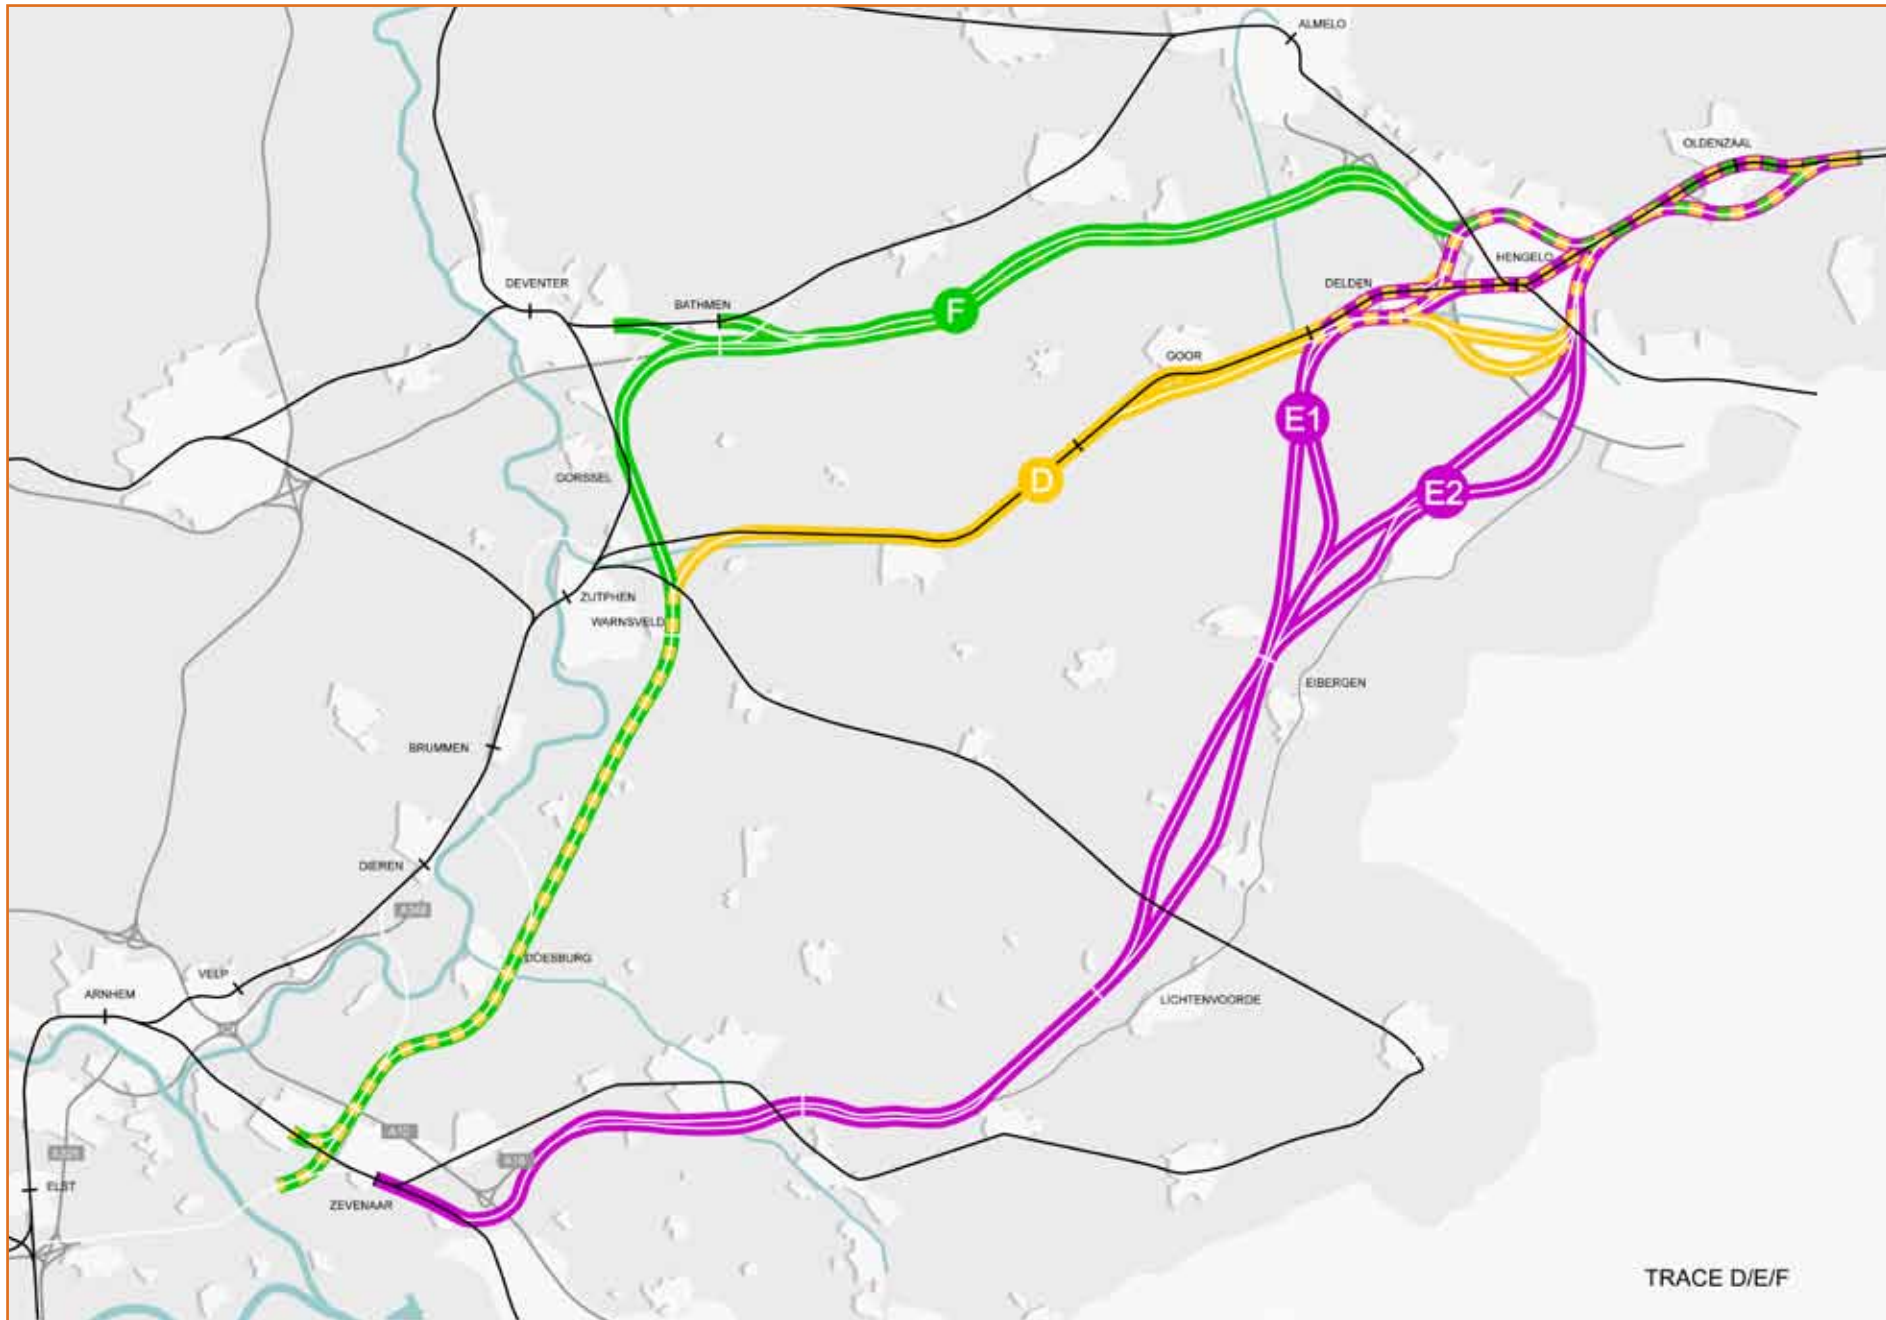 ALMELO
OLDENZAAL
HENGELO
DELDEN
DEVENTER
BATHMEN
F
GOOR
E1
GORSSEL
D
E2
ZUTPHEN
WARNSVELD
EIBERGEN
BRUMMEN
DIEREN
A348
DOESBURG
VELP
ARNHEM
LICHTENVOORDE
A12
A325
A18
ELST
ZEVENAAR
TRACE D/E/F